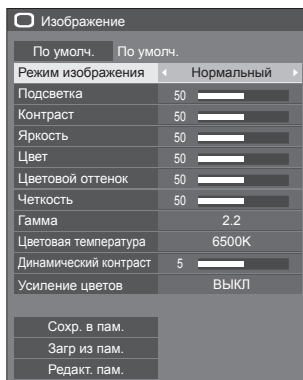 Изображение
По умолч. По умолч.
Режим изображения Нормальный
Подсветка 50
Контраст 50
Яркость 50
Цвет 50
Цветовой оттенок 50
Четкость 50
Гамма 2.2
Цветовая температура 6500K
Динамический контраст 5
Усиление цветов ВЫКЛ
Сохр. в пам.
Загр из пам.
Редакт. пам.